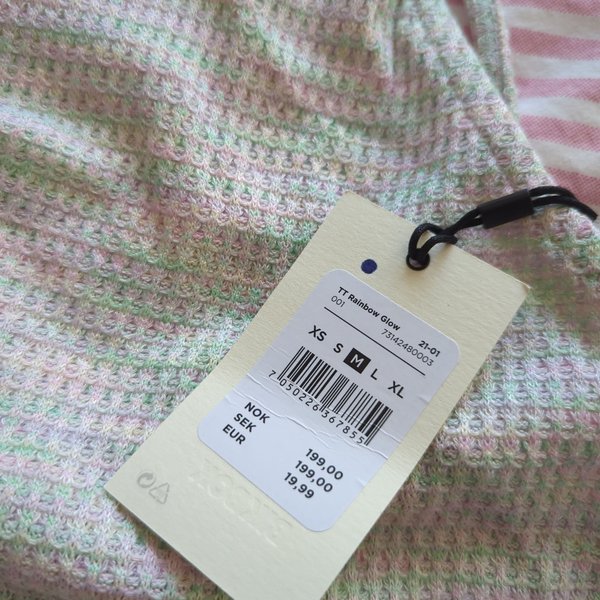 TT Rainbow Glow 21-01
001 73142480003
XS S M L XL
7 050226 367855
NOK 199,00
SEK 199,00
EUR 19,99